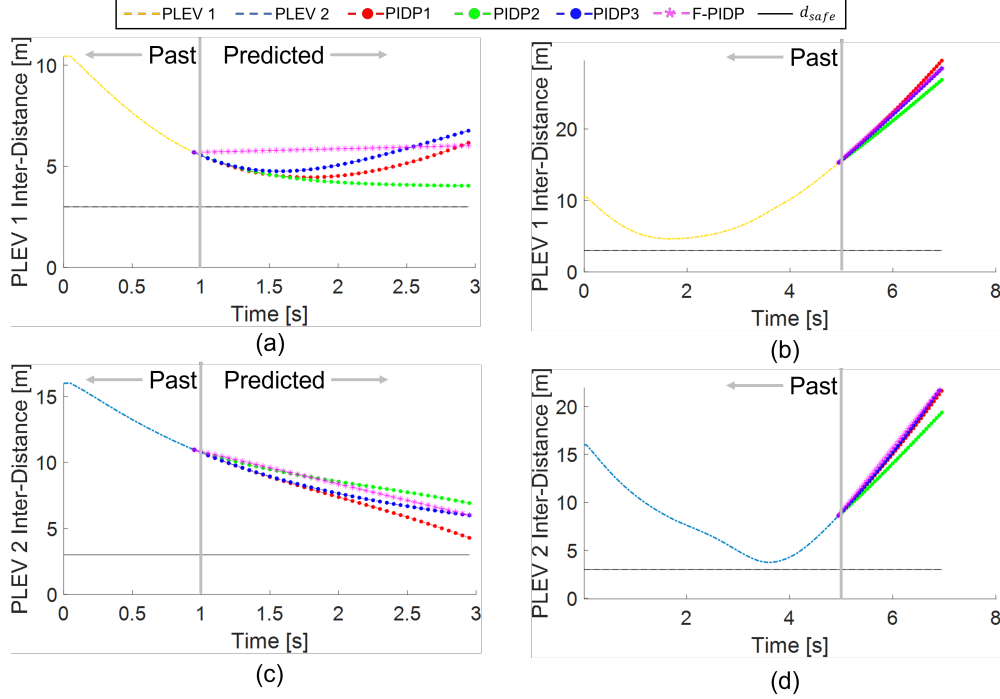 PLEV 1 PLEV 2 PIDP1 PIDP2 PIDP3 F-PIDP d_safe
PLEV 1 Inter-Distance [m]
10
5
0
Past
Predicted
0 0.5 1 1.5 2 2.5 3
Time [s]
(a)
PLEV 1 Inter-Distance [m]
20
10
0
Past
0 2 4 6 8
Time [s]
(b)
PLEV 2 Inter-Distance [m]
15
10
5
0
Past
Predicted
0 0.5 1 1.5 2 2.5 3
Time [s]
(c)
PLEV 2 Inter-Distance [m]
20
15
10
5
0
Past
0 2 4 6 8
Time [s]
(d)